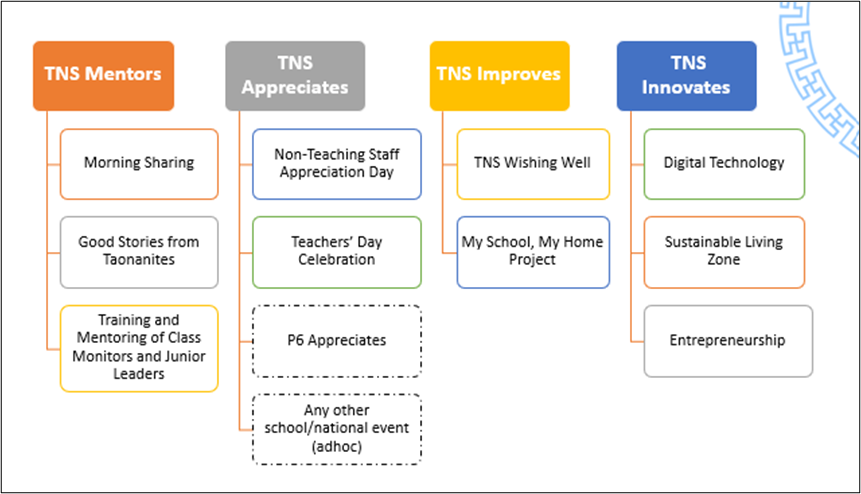 TNS Mentors
Morning Sharing
Good Stories from
Taonanites
Training and
Mentoring of Class
Monitors and Junior
Leaders
TNS
Appreciates
Non-Teaching Staff
Appreciation Day
Teachers’ Day
Celebration
P6 Appreciates
Any other
school/national event
(adhoc)
TNS Improves
TNS Wishing Well
My School, My Home
Project
TNS
Innovates
Digital Technology
Sustainable Living
Zone
Entrepreneurship